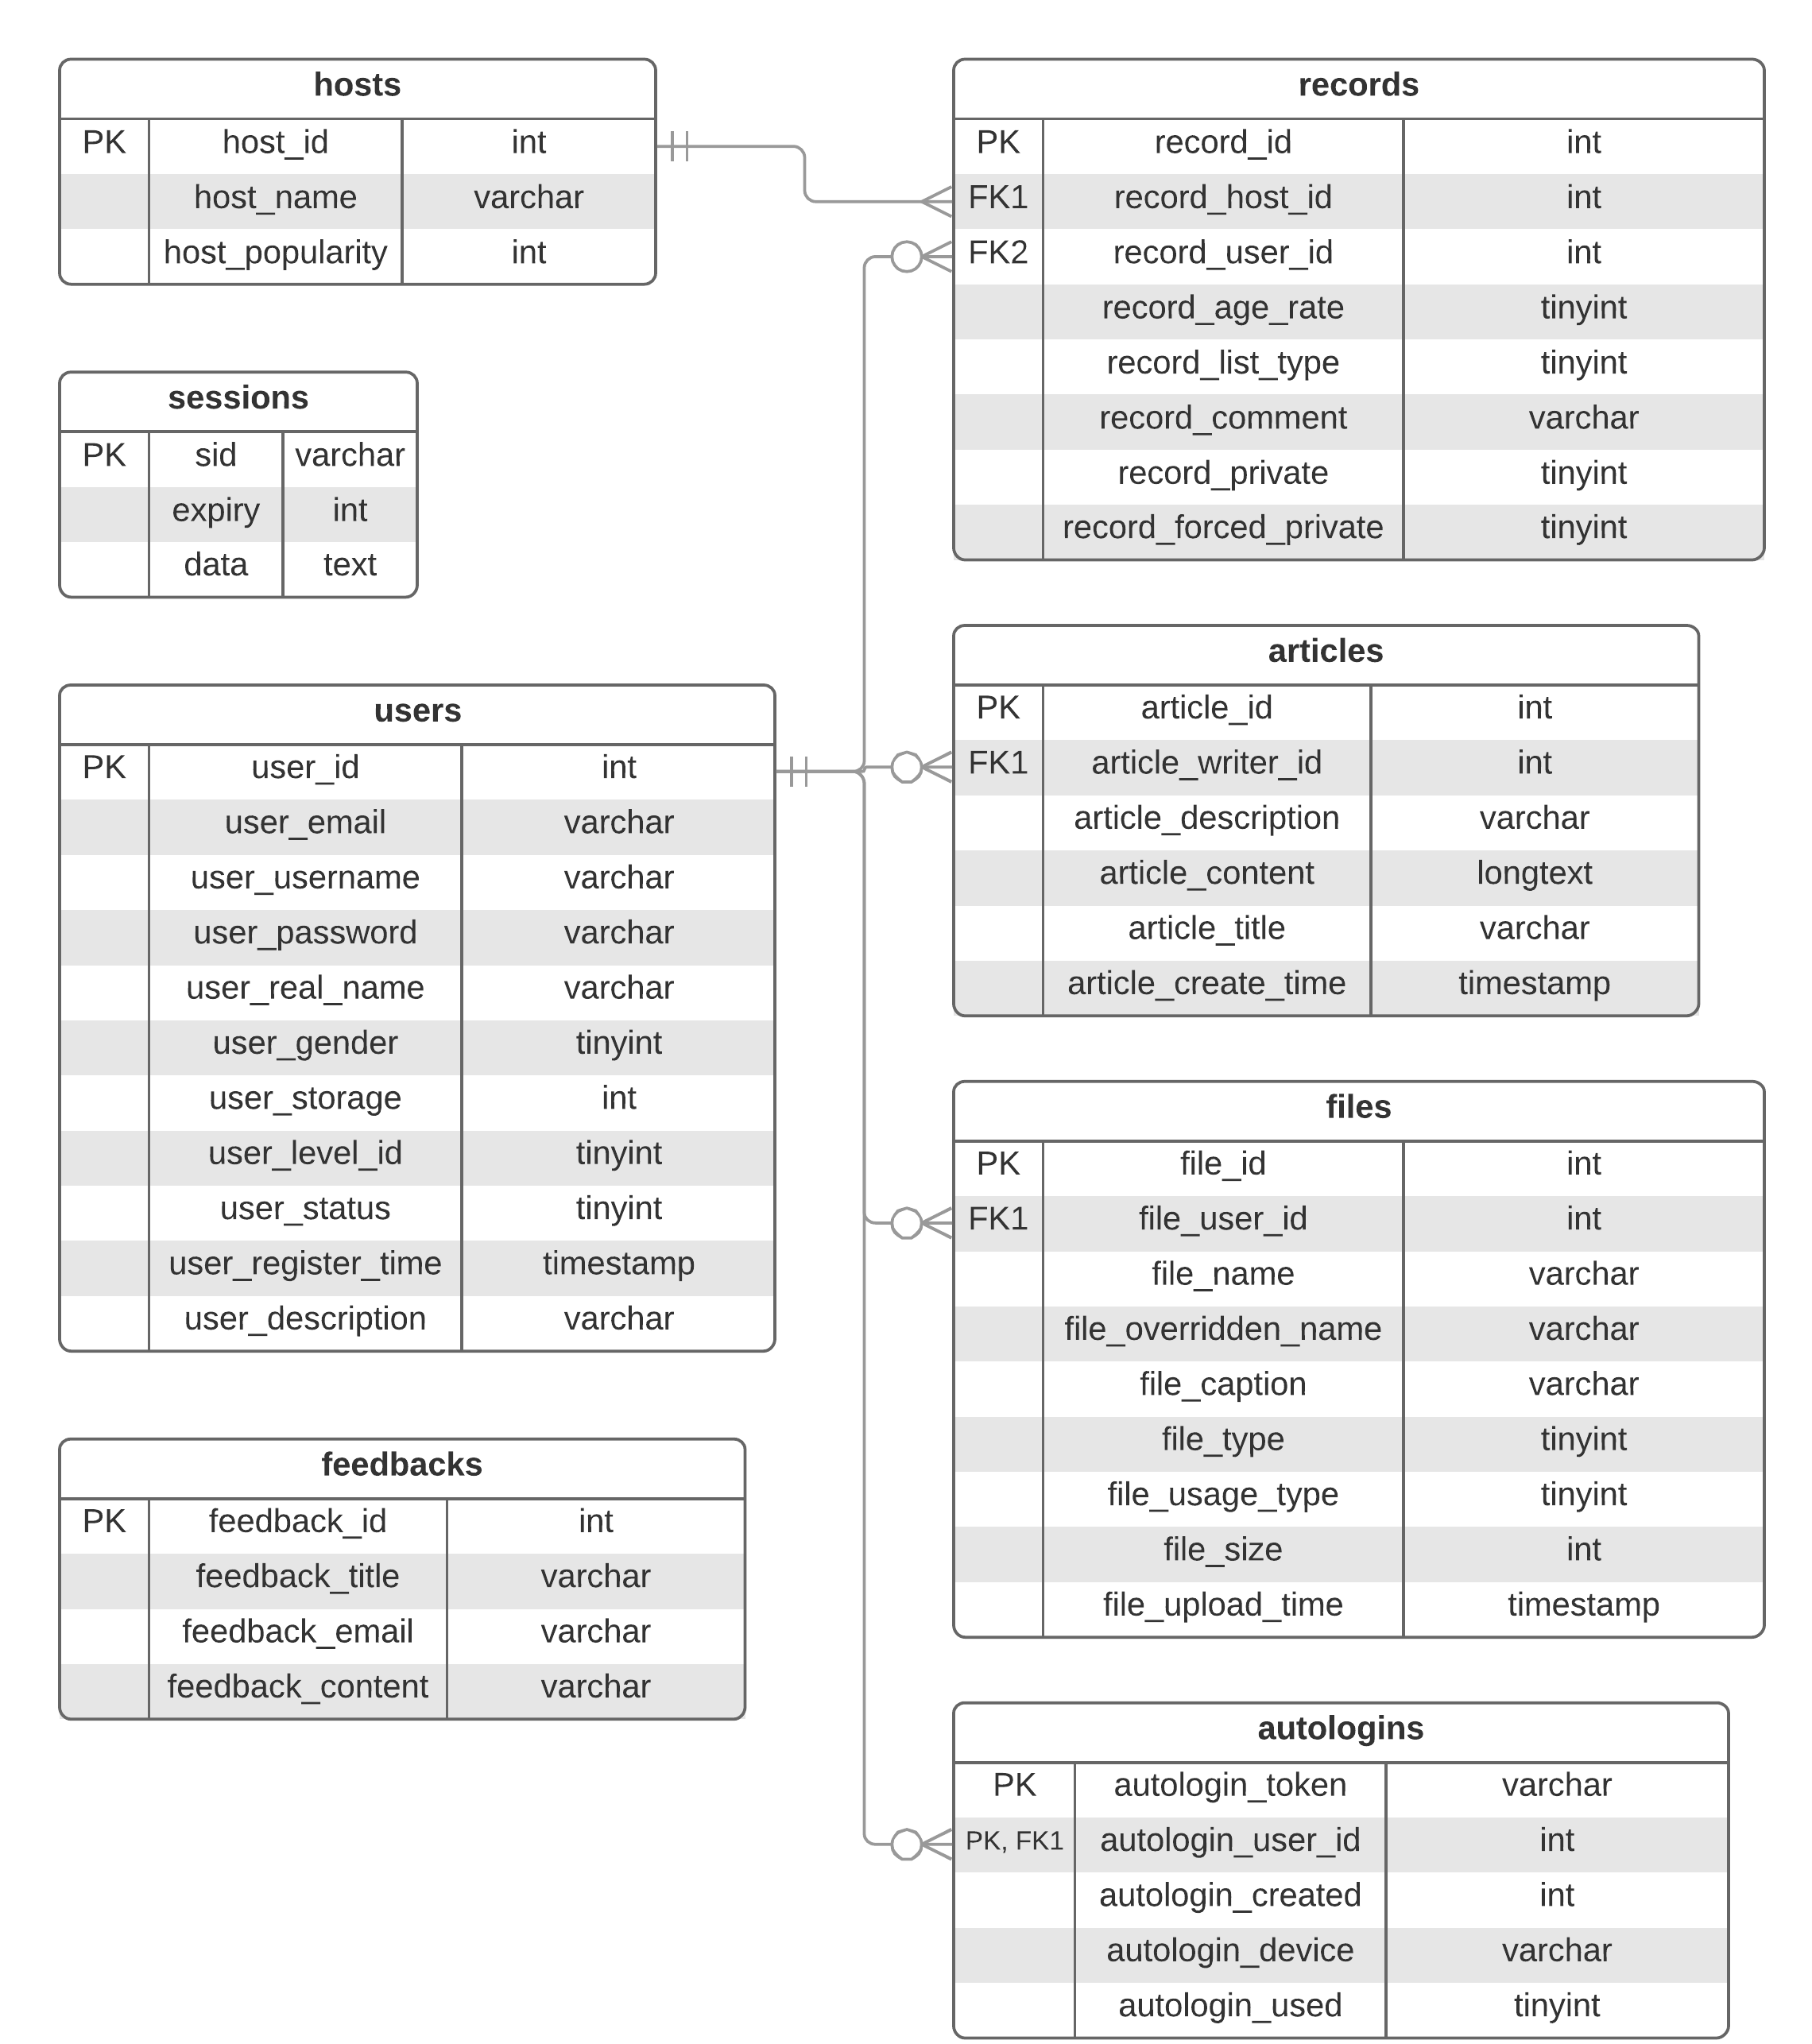 hosts
PK host_id int
host_name varchar
host_popularity int
sessions
PK sid varchar
expiry int
data text
users
PK user_id int
user_email varchar
user_username varchar
user_password varchar
user_real_name varchar
user_gender tinyint
user_storage int
user_level_id tinyint
user_status tinyint
user_register_time timestamp
user_description varchar
feedbacks
PK feedback_id int
feedback_title varchar
feedback_email varchar
feedback_content varchar
records
PK record_id int
FK1 record_host_id int
FK2 record_user_id int
record_age_rate tinyint
record_list_type tinyint
record_comment varchar
record_private tinyint
record_forced_private tinyint
articles
PK article_id int
FK1 article_writer_id int
article_description varchar
article_content longtext
article_title varchar
article_create_time timestamp
files
PK file_id int
FK1 file_user_id int
file_name varchar
file_overridden_name varchar
file_caption varchar
file_type tinyint
file_usage_type tinyint
file_size int
file_upload_time timestamp
autologins
PK autologin_token varchar
PK, FK1 autologin_user_id int
autologin_created int
autologin_device varchar
autologin_used tinyint